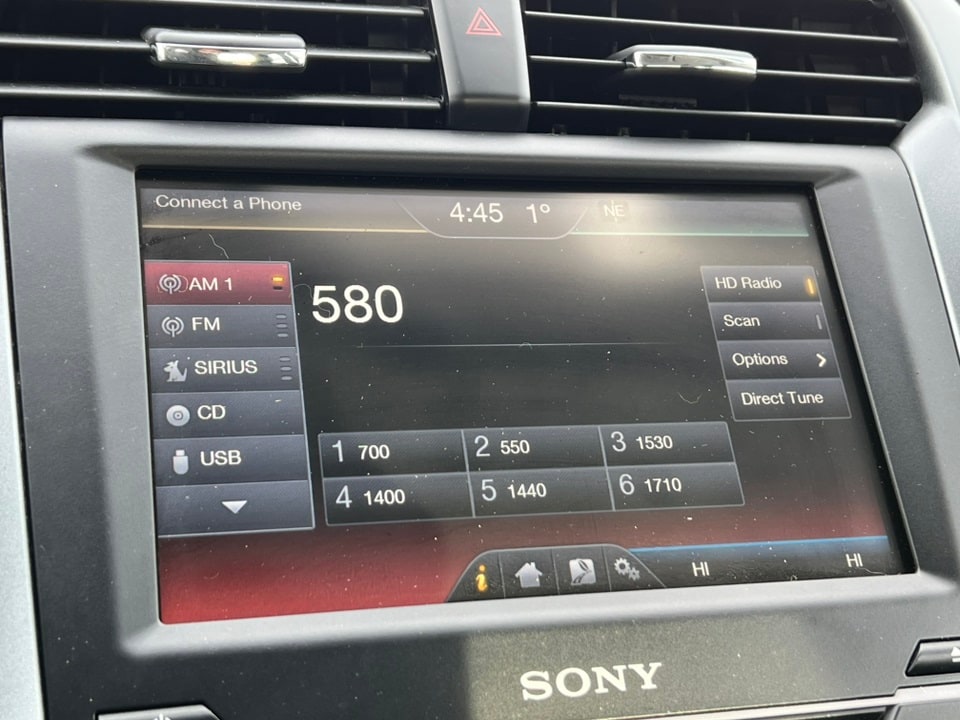 Connect a Phone
4:45 1° NE
AM 1
FM
SIRIUS
CD
USB
580
HD Radio
Scan
Options
Direct Tune
1 700
2 550
3 1530
4 1400
5 1440
6 1710
HI
HI
SONY